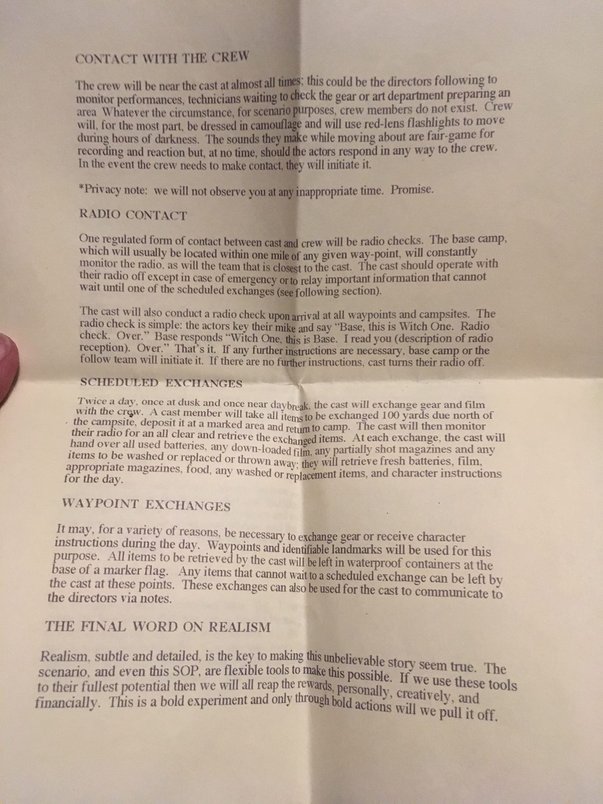 CONTACT WITH THE CREW
The crew will be near the cast at almost all times; this could be the directors following to
monitor performances, technicians waiting to check the gear or art department preparing an
area Whatever the circumstance, for scenario purposes, crew members do not exist. Crew
will, for the most part, be dressed in camouflage and will use red-lens flashlights to move
during hours of darkness. The sounds they make while moving about are fair-game for
recording and reaction but, at no time, should the actors respond in any way to the crew.
In the event the crew needs to make contact, they will initiate it.
*Privacy note: we will not observe you at any inappropriate time. Promise.
RADIO CONTACT
One regulated form of contact between cast and crew will be radio checks. The base camp,
which will usually be located within one mile of any given way-point, will constantly
monitor the radio, as will the team that is closest to the cast. The cast should operate with
their radio off except in case of emergency or to relay important information that cannot
wait until one of the scheduled exchanges (see following section).
The cast will also conduct a radio check upon arrival at all waypoints and campsites. The
radio check is simple: the actors key their mike and say “Base, this is Witch One. Radio
check. Over.” Base responds “Witch One, this is Base. I read you (description of radio
reception). Over.” That’s it. If any further instructions are necessary, base camp or the
follow team will initiate it. If there are no further instructions, cast turns their radio off.
SCHEDULED EXCHANGES
Twice a day, once at dusk and once near daybreak, the cast will exchange gear and film
with the crew. A cast member will take all items to be exchanged 100 yards due north of
the campsite, deposit it at a marked area and return to camp. The cast will then monitor
their radio for an all clear and retrieve the exchanged items. At each exchange, the cast will
hand over all used batteries, any down-loaded film, any partially shot magazines and any
items to be washed or replaced or thrown away; they will retrieve fresh batteries, film,
appropriate magazines, food, any washed or replacement items, and character instructions
for the day.
WAYPOINT EXCHANGES
It may, for a variety of reasons, be necessary to exchange gear or receive character
instructions during the day. Waypoints and identifiable landmarks will be used for this
purpose. All items to be retrieved by the cast will be left in waterproof containers at the
base of a marker flag. Any items that cannot wait to a scheduled exchange can be left by
the cast at these points. These exchanges can also be used for the cast to communicate to
the directors via notes.
THE FINAL WORD ON REALISM
Realism, subtle and detailed, is the key to making this unbelievable story seem true. The
scenario, and even this SOP, are flexible tools to make this possible. If we use these tools
to their fullest potential then we will all reap the rewards, personally, creatively, and
financially. This is a bold experiment and only through bold actions will we pull it off.